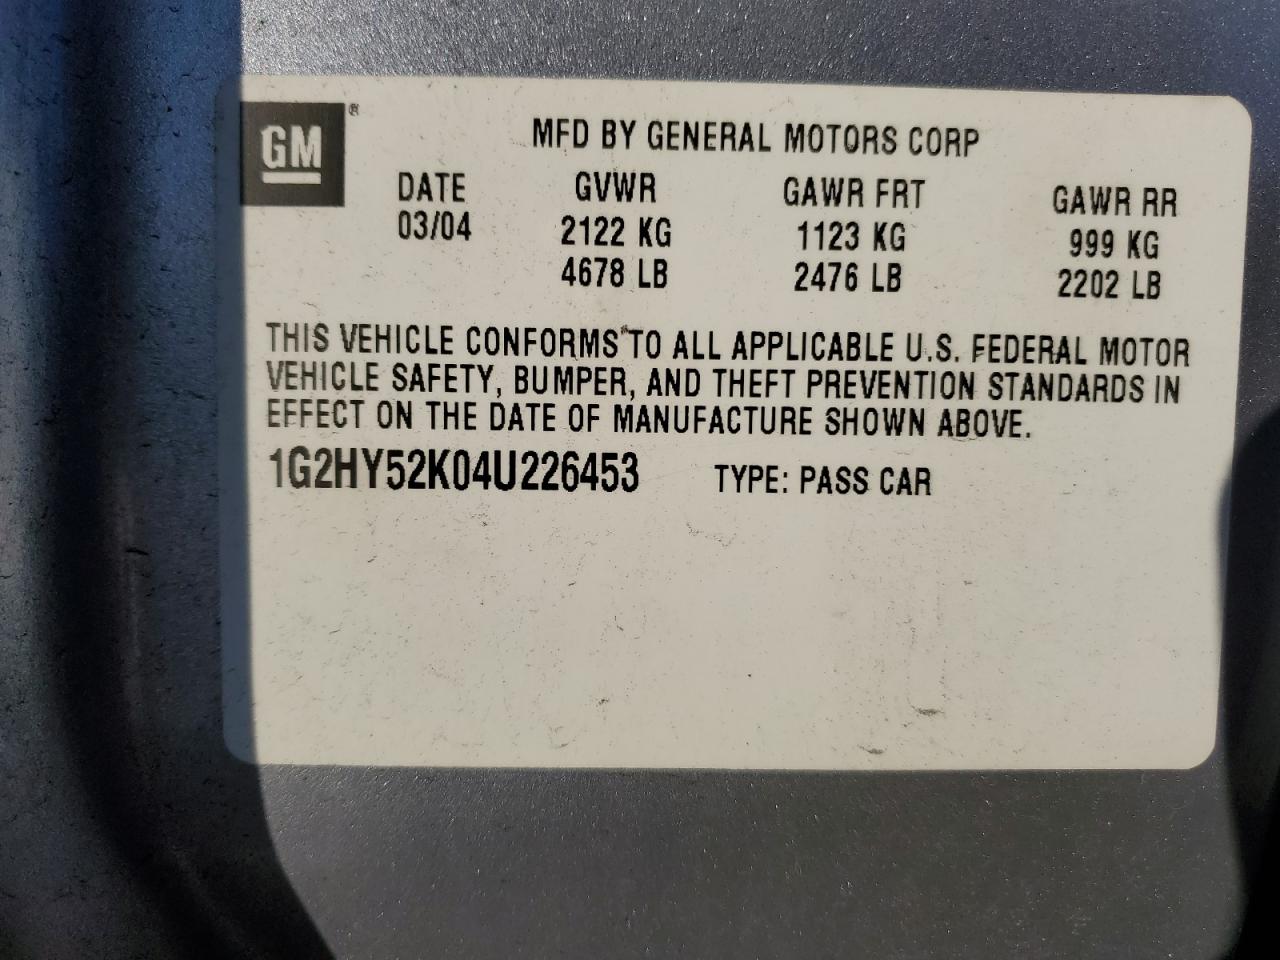 GM ®
MFD BY GENERAL MOTORS CORP
DATE GVWR GAWR FRT GAWR RR
03/04 2122 KG 1123 KG 999 KG
4678 LB 2476 LB 2202 LB
THIS VEHICLE CONFORMS TO ALL APPLICABLE U.S. FEDERAL MOTOR
VEHICLE SAFETY, BUMPER, AND THEFT PREVENTION STANDARDS IN
EFFECT ON THE DATE OF MANUFACTURE SHOWN ABOVE.
1G2HY52K04U226453 TYPE: PASS CAR